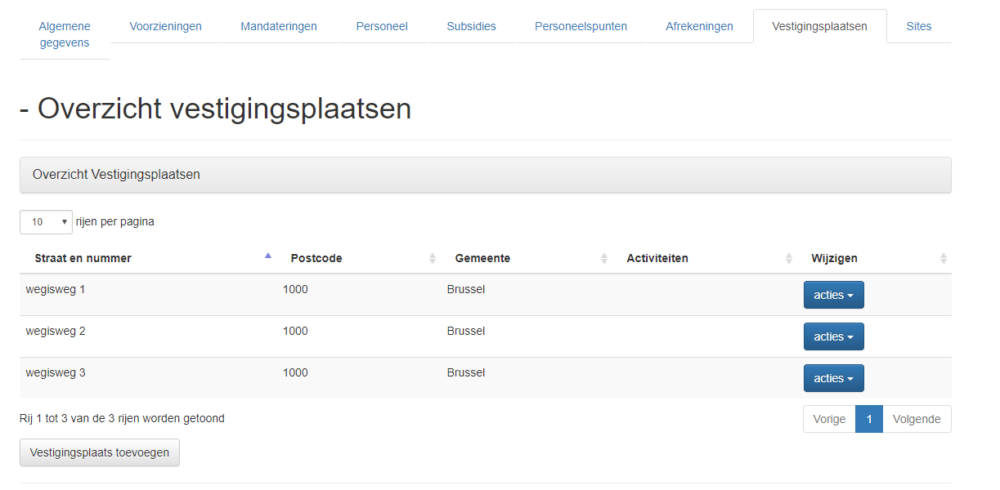 Algemene gegevens Voorzieningen Mandateringen Personeel Subsidies Personeelspunten Afrekeningen Vestigingsplaatsen Sites
- Overzicht vestigingsplaatsen
Overzicht Vestigingsplaatsen
10 rijen per pagina
Straat en nummer Postcode Gemeente Activiteiten Wijzigen
wegisweg 1 1000 Brussel acties
wegisweg 2 1000 Brussel acties
wegisweg 3 1000 Brussel acties
Rij 1 tot 3 van de 3 rijen worden getoond Vorige 1 Volgende
Vestigingsplaats toevoegen